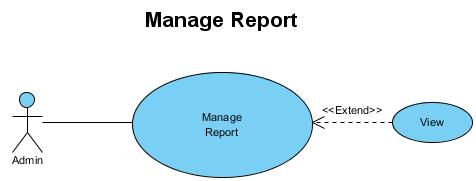 Manage Report
<<Extend>>
Manage
Report
View
Admin